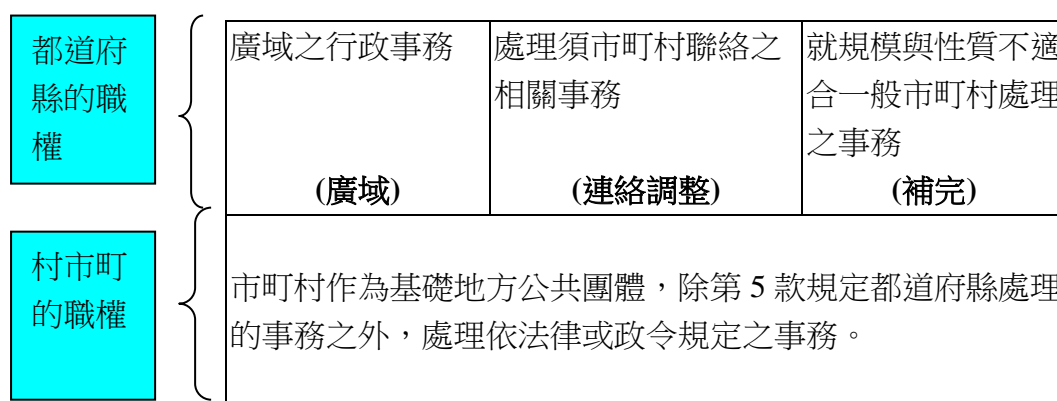 都道府
縣的職
權
廣域之行政事務
(廣域)
處理須市町村聯絡之
相關事務
(連絡調整)
就規模與性質不適
合一般市町村處理
之事務
(補完)
村市町
的職權
市町村作為基礎地方公共團體，除第 5 款規定都道府縣處理
的事務之外，處理依法律或政令規定之事務。